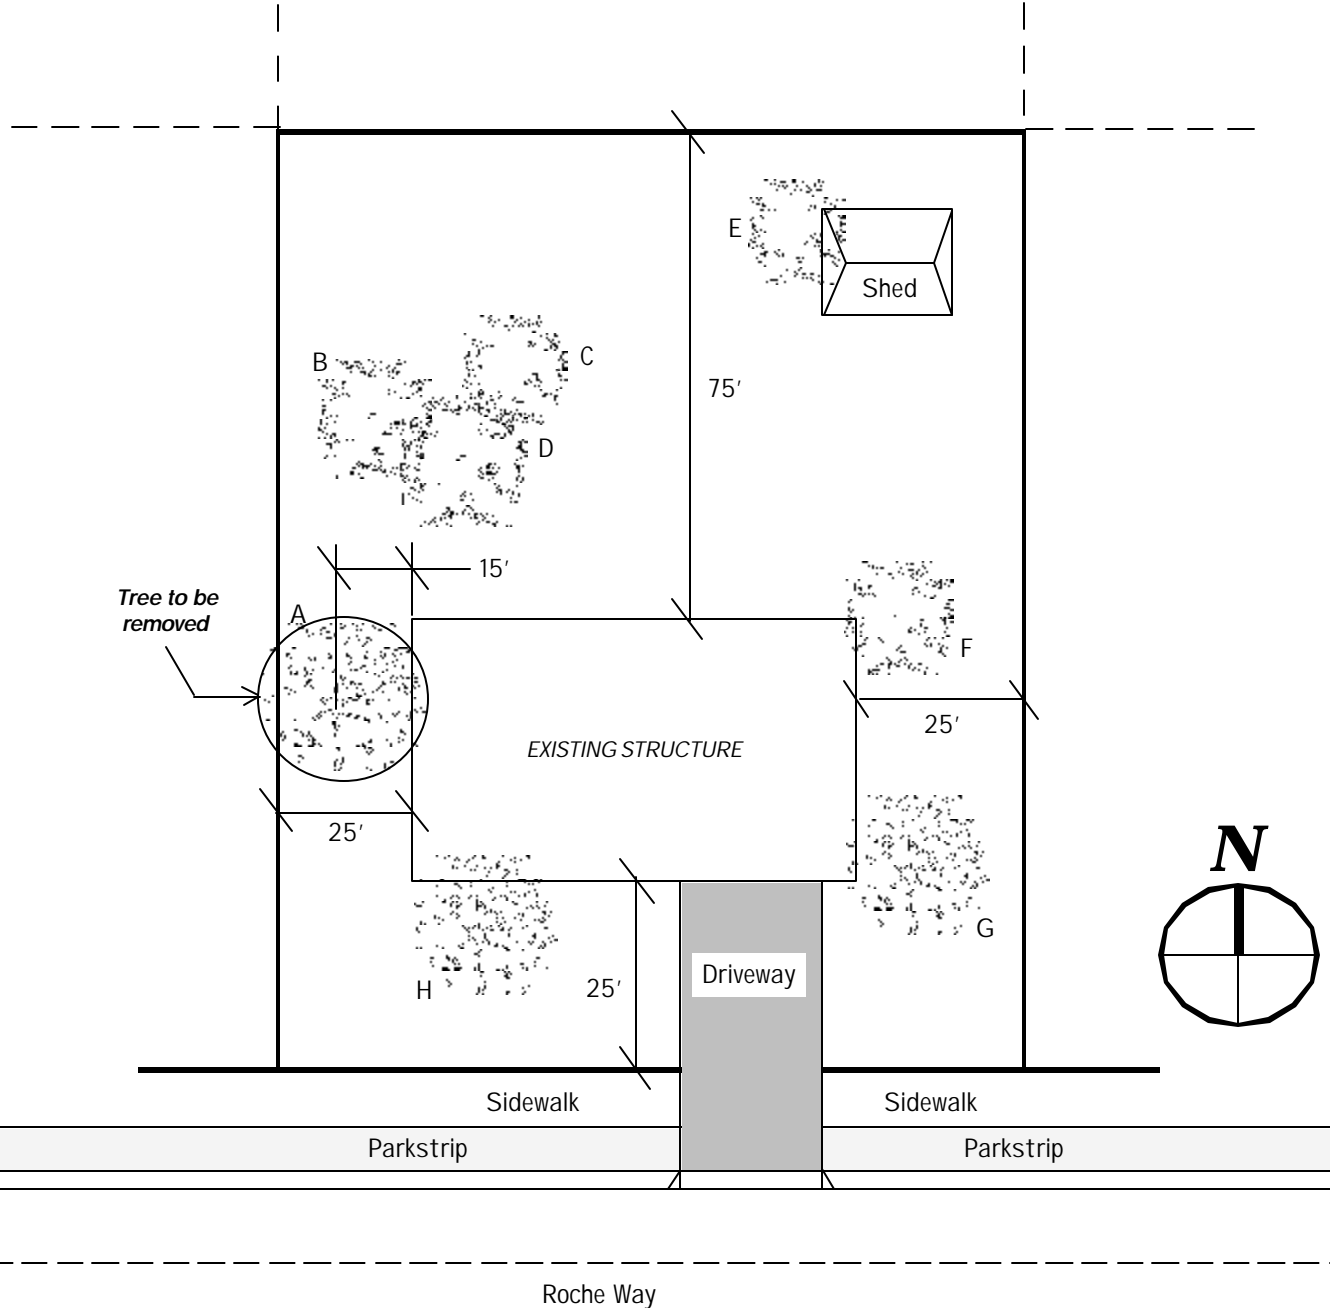 E
Shed
B
C
75'
D
15'
Tree to be
removed
A
F
25'
EXISTING STRUCTURE
25'
N
G
Driveway
H
25'
Sidewalk
Sidewalk
Parkstrip
Parkstrip
Roche Way